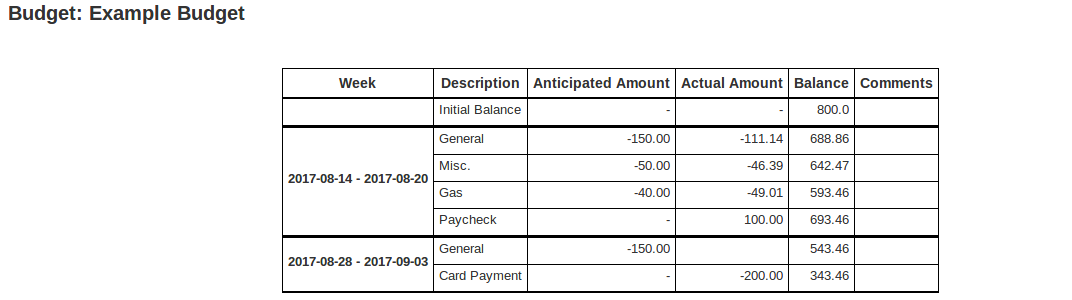 Budget: Example Budget
Week Description Anticipated Amount Actual Amount Balance Comments
Initial Balance - - 800.0
General -150.00 -111.14 688.86
Misc. -50.00 -46.39 642.47
2017-08-14 - 2017-08-20
Gas -40.00 -49.01 593.46
Paycheck - 100.00 693.46
General -150.00 543.46
2017-08-28 - 2017-09-03
Card Payment - -200.00 343.46